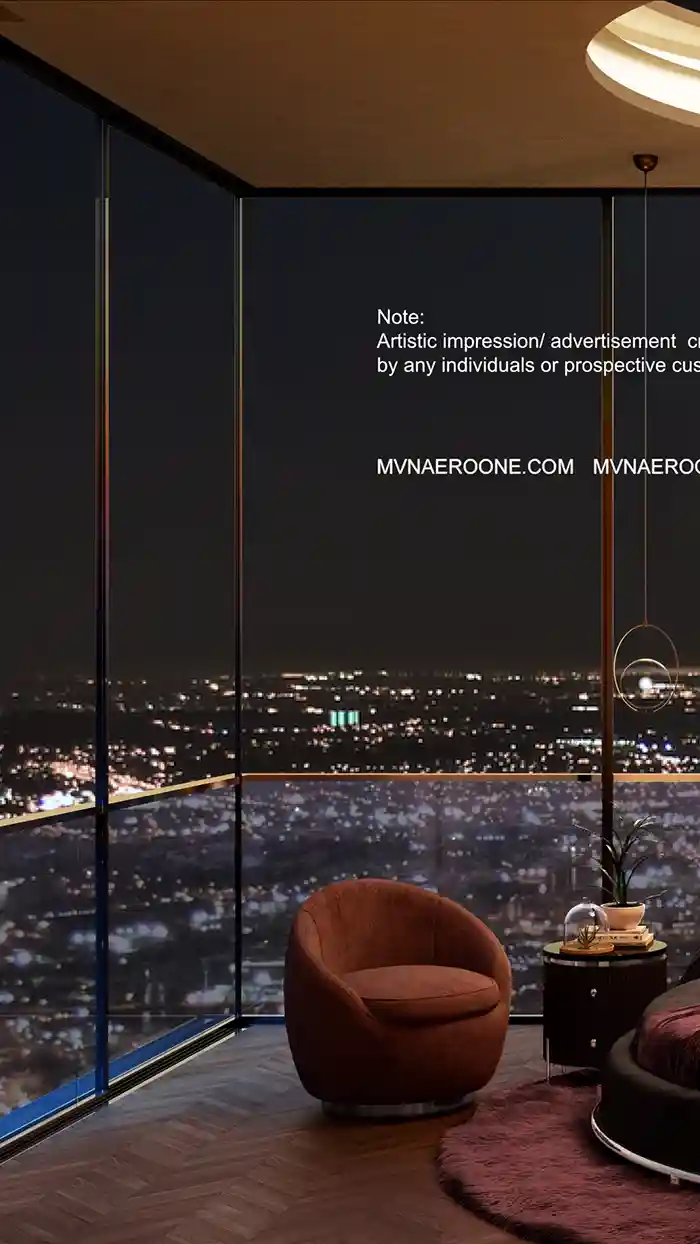 Note:
Artistic impression/ advertisement
by any individuals or prospective
MVNAEROONE.COM